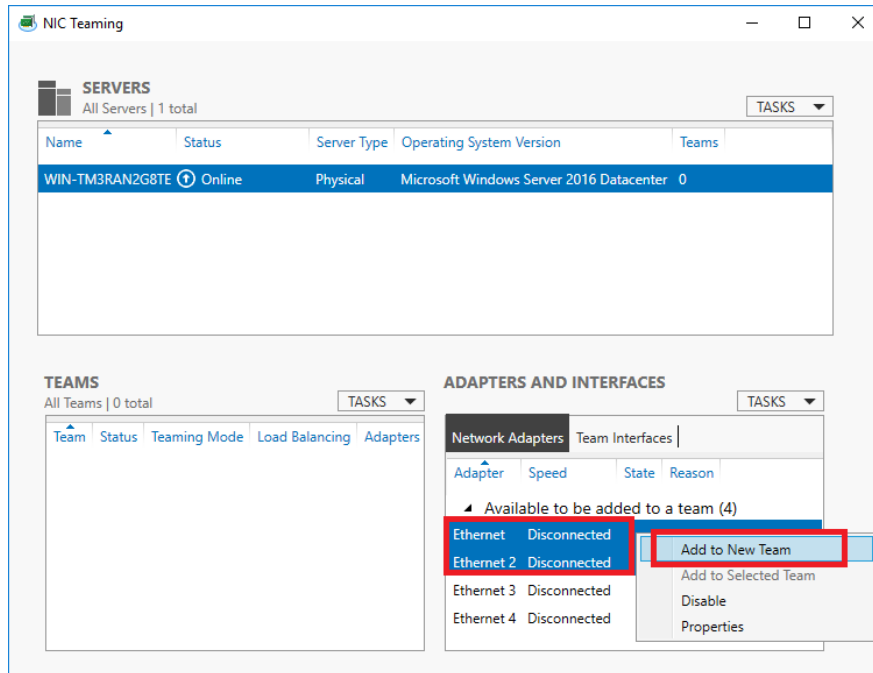 NIC Teaming
SERVERS
All Servers | 1 total
TASKS
Name Status Server Type Operating System Version Teams
WIN-TM3RAN2G8TE Online Physical Microsoft Windows Server 2016 Datacenter 0
TEAMS
All Teams | 0 total
TASKS
Team Status Teaming Mode Load Balancing Adapters
ADAPTERS AND INTERFACES
TASKS
Network Adapters Team Interfaces
Adapter Speed State Reason
Available to be added to a team (4)
Ethernet Disconnected
Ethernet 2 Disconnected
Ethernet 3 Disconnected
Ethernet 4 Disconnected
Add to New Team
Add to Selected Team
Disable
Properties